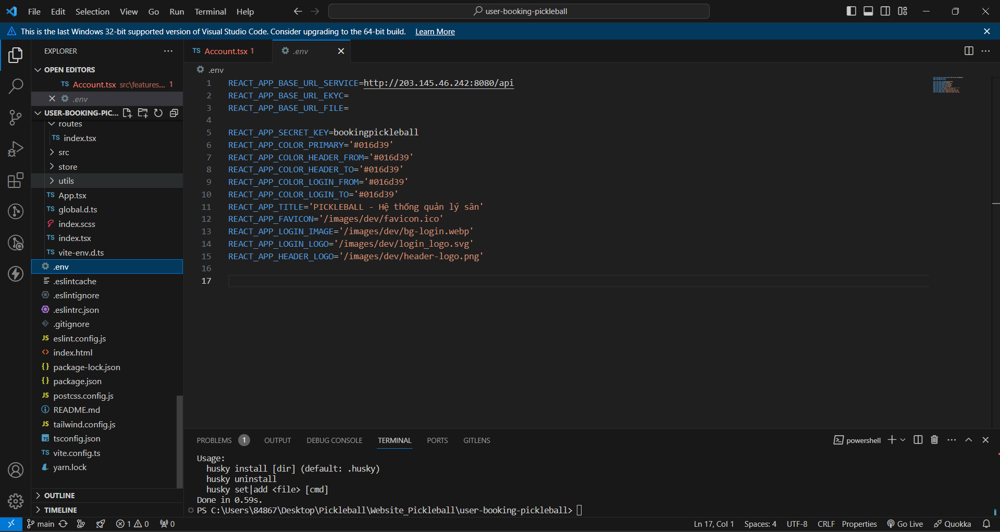 File Edit Selection View Go Run Terminal Help
user-booking-pickleball
This is the last Windows 32-bit supported version of Visual Studio Code. Consider upgrading to the 64-bit build. Learn More
EXPLORER
OPEN EDITORS
TS Account.tsx src\features... 1
.env
USER-BOOKING-PIC...
routes
TS index.tsx
src
store
utils
TS App.tsx
TS global.d.ts
index.scss
TS index.tsx
TS vite-env.d.ts
.env
.eslintcache
.eslintignore
.eslintrc.json
.gitignore
JS eslint.config.js
index.html
package-lock.json
package.json
JS postcss.config.js
README.md
JS tailwind.config.js
TS tsconfig.json
TS vite.config.ts
yarn.lock
OUTLINE
TIMELINE
TS Account.tsx 1
.env
.env
1 REACT_APP_BASE_URL_SERVICE=http://203.145.46.242:8080/api
2 REACT_APP_BASE_URL_EKYC=
3 REACT_APP_BASE_URL_FILE=
4
5 REACT_APP_SECRET_KEY=bookingpickleball
6 REACT_APP_COLOR_PRIMARY='#016d39'
7 REACT_APP_COLOR_HEADER_FROM='#016d39'
8 REACT_APP_COLOR_HEADER_TO='#016d39'
9 REACT_APP_COLOR_LOGIN_FROM='#016d39'
10 REACT_APP_COLOR_LOGIN_TO='#016d39'
11 REACT_APP_TITLE='PICKLEBALL - Hệ thống quản lý sân'
12 REACT_APP_FAVICON='/images/dev/favicon.ico'
13 REACT_APP_LOGIN_IMAGE='/images/dev/bg-login.webp'
14 REACT_APP_LOGIN_LOGO='/images/dev/login_logo.svg'
15 REACT_APP_HEADER_LOGO='/images/dev/header-logo.png'
16
17
PROBLEMS 1 OUTPUT DEBUG CONSOLE TERMINAL PORTS GITLENS
powershell
Usage:
husky install [dir] (default: .husky)
husky uninstall
husky set|add <file> [cmd]
Done in 0.59s.
PS C:\Users\84867\Desktop\Pickleball\Website_Pickleball\user-booking-pickleball>
main 1 0 0 Ln 17, Col 1 Spaces: 4 UTF-8 CRLF Properties Go Live Quokka